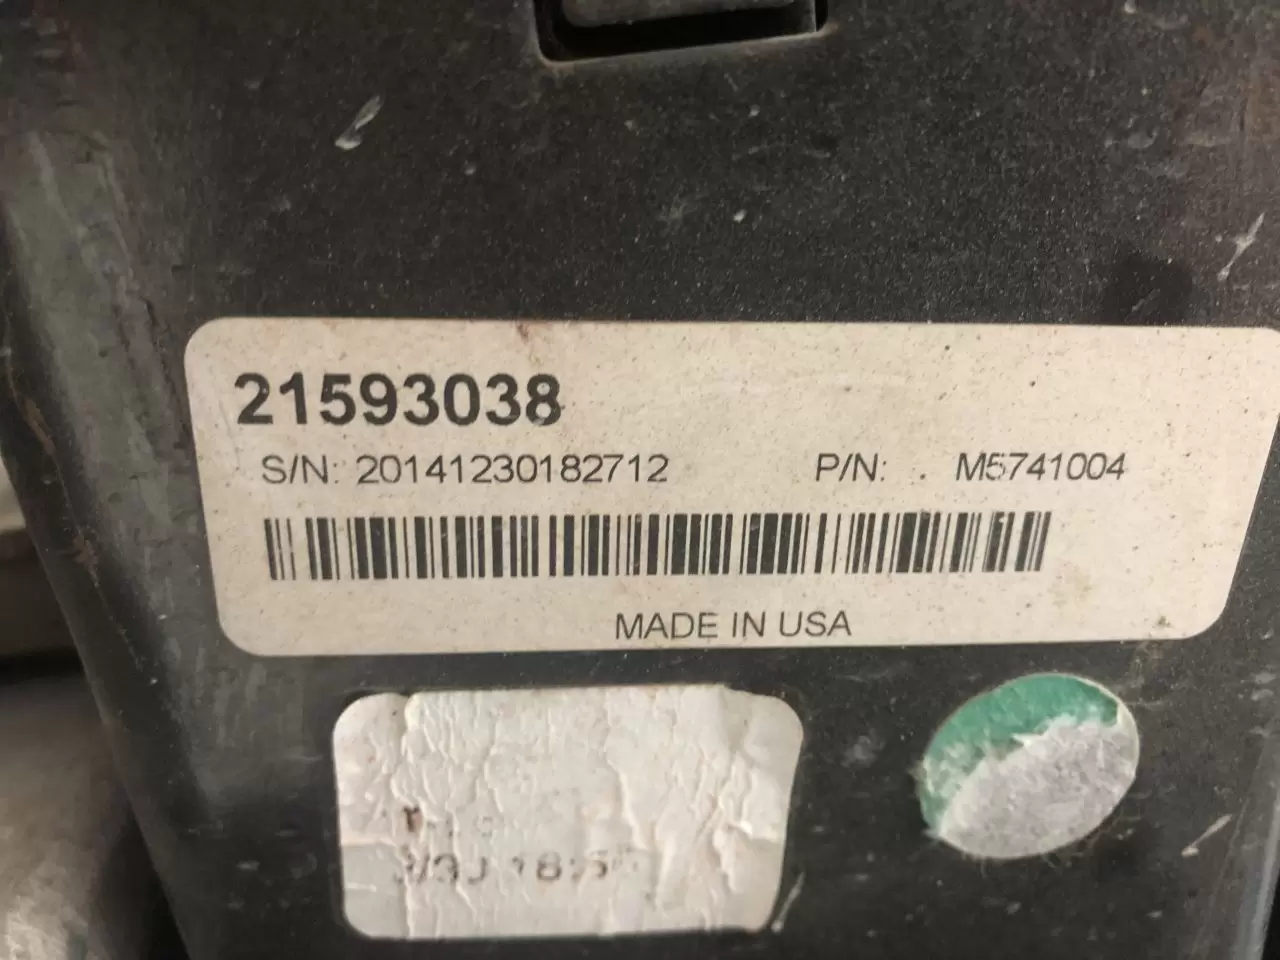 21593038
S/N: 20141230182712 P/N: . M5741004
MADE IN USA